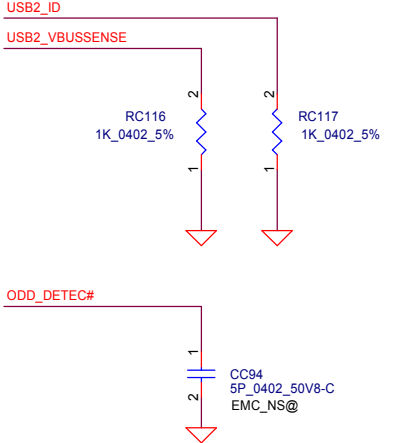 USB2_ID
USB2_VBUSSENSE
2
2
RC116
1K_0402_5%
RC117
1K_0402_5%
1
1
ODD_DETEC#
1
CC94
5P_0402_50V8-C
2
EMC_NS@